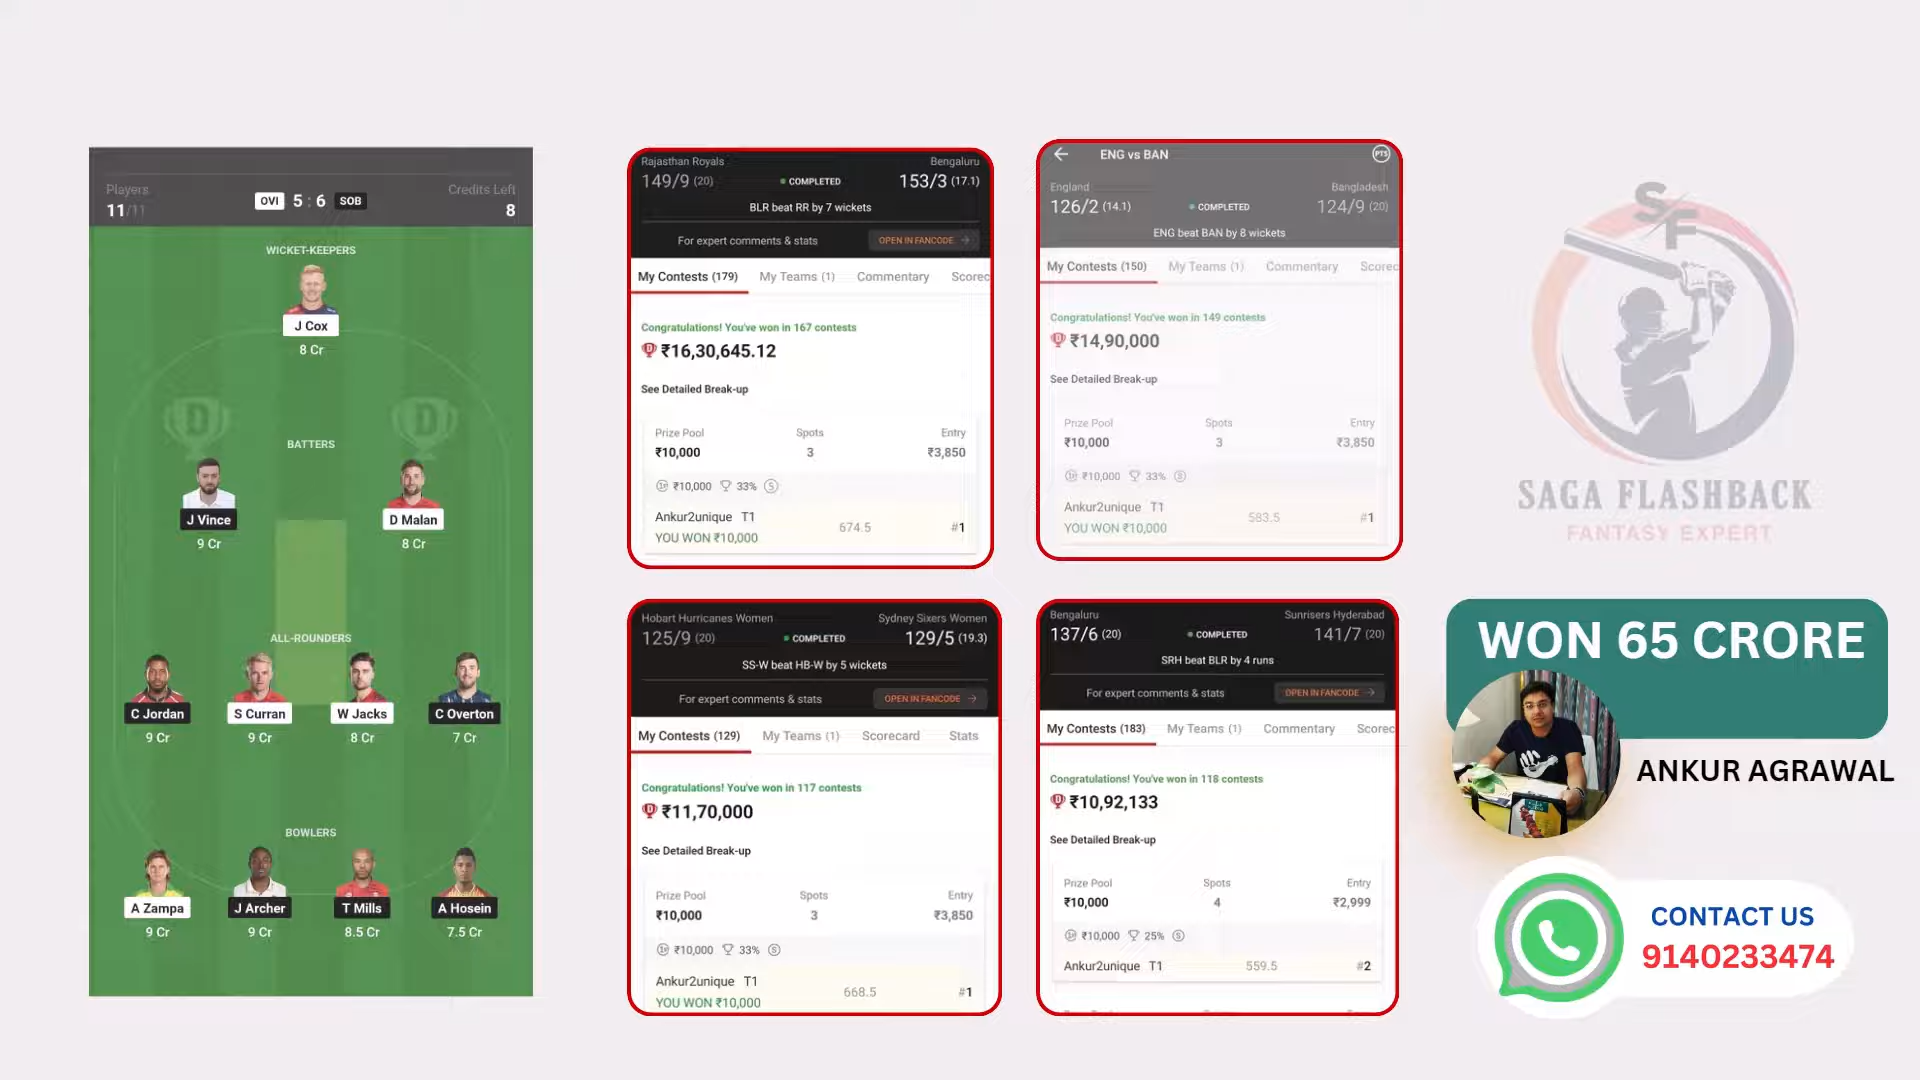 Players
11/11
OVI 5 : 6 SOB
Credits Left
8
WICKET-KEEPERS
J Cox
8 Cr
BATTERS
J Vince
9 Cr
D Malan
8 Cr
ALL-ROUNDERS
C Jordan
9 Cr
S Curran
9 Cr
W Jacks
8 Cr
C Overton
7 Cr
BOWLERS
A Zampa
9 Cr
J Archer
9 Cr
T Mills
8.5 Cr
A Hosein
7.5 Cr
Rajasthan Royals Bengaluru
149/9 (20) COMPLETED 153/3 (17.1)
BLR beat RR by 7 wickets
For expert comments & stats OPEN IN FANCODE
My Contests (179) My Teams (1) Commentary Scorec
Congratulations! You've won in 167 contests
₹16,30,645.12
See Detailed Break-up
Prize Pool Spots Entry
₹10,000 3 ₹3,850
₹10,000 33% S
Ankur2unique T1 674.5 #1
YOU WON ₹10,000
ENG vs BAN PTS
England Bangladesh
126/2 (14.1) COMPLETED 124/9 (20)
ENG beat BAN by 8 wickets
My Contests (150) My Teams (1) Commentary Scorec
Congratulations! You've won in 149 contests
₹14,90,000
See Detailed Break-up
Prize Pool Spots Entry
₹10,000 3 ₹3,850
₹10,000 33% S
Ankur2unique T1 583.5 #1
YOU WON ₹10,000
Hobart Hurricanes Women Sydney Sixers Women
125/9 (20) COMPLETED 129/5 (19.3)
SS-W beat HB-W by 5 wickets
For expert comments & stats OPEN IN FANCODE
My Contests (129) My Teams (1) Scorecard Stats
Congratulations! You've won in 117 contests
₹11,70,000
See Detailed Break-up
Prize Pool Spots Entry
₹10,000 3 ₹3,850
₹10,000 33% S
Ankur2unique T1 668.5 #1
YOU WON ₹10,000
Bengaluru Sunrisers Hyderabad
137/6 (20) COMPLETED 141/7 (20)
SRH beat BLR by 4 runs
For expert comments & stats OPEN IN FANCODE
My Contests (183) My Teams (1) Commentary Scorec
Congratulations! You've won in 118 contests
₹10,92,133
See Detailed Break-up
Prize Pool Spots Entry
₹10,000 4 ₹2,999
₹10,000 25% S
Ankur2unique T1 559.5 #2
SF
SAGA FLASHBACK
FANTASY EXPERT
WON 65 CRORE
ANKUR AGRAWAL
CONTACT US
9140233474